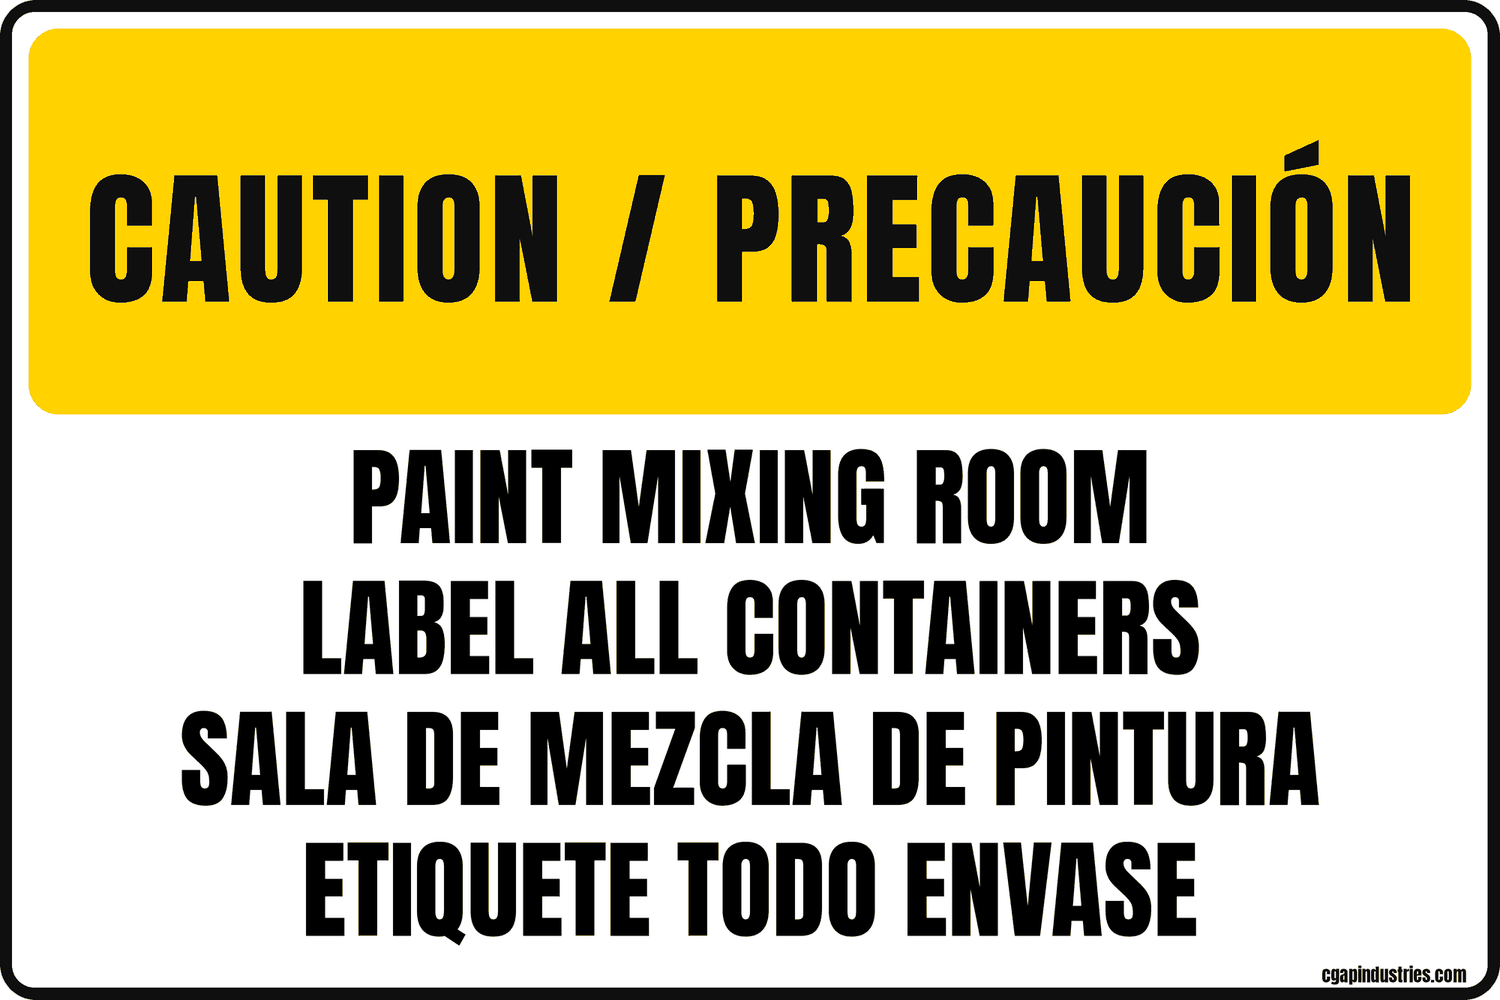 CAUTION / PRECAUCIÓN
PAINT MIXING ROOM
LABEL ALL CONTAINERS
SALA DE MEZCLA DE PINTURA
ETIQUETE TODO ENVASE
cgapindustries.com